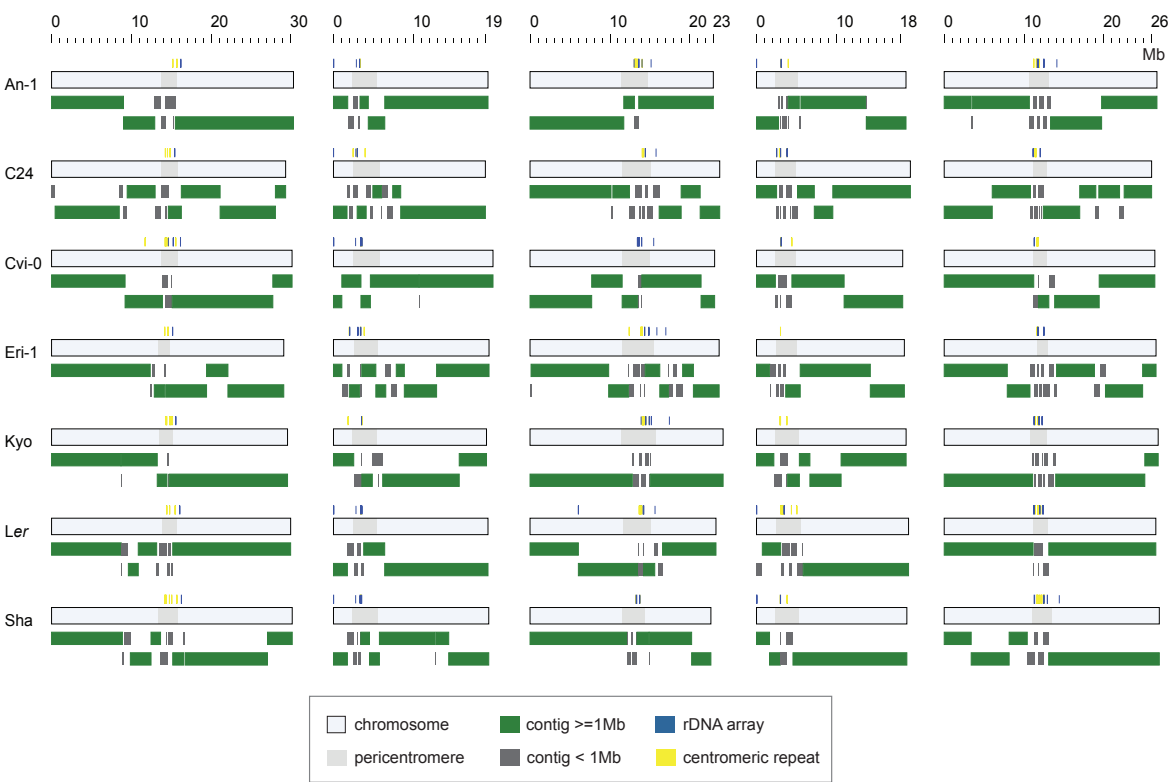 0 10 20 30 0 10 19 0 10 20 23 0 10 18 0 10 20 26
Mb
An-1
C24
Cvi-0
Eri-1
Kyo
Ler
Sha
chromosome contig >=1Mb rDNA array
pericentromere contig < 1Mb centromeric repeat